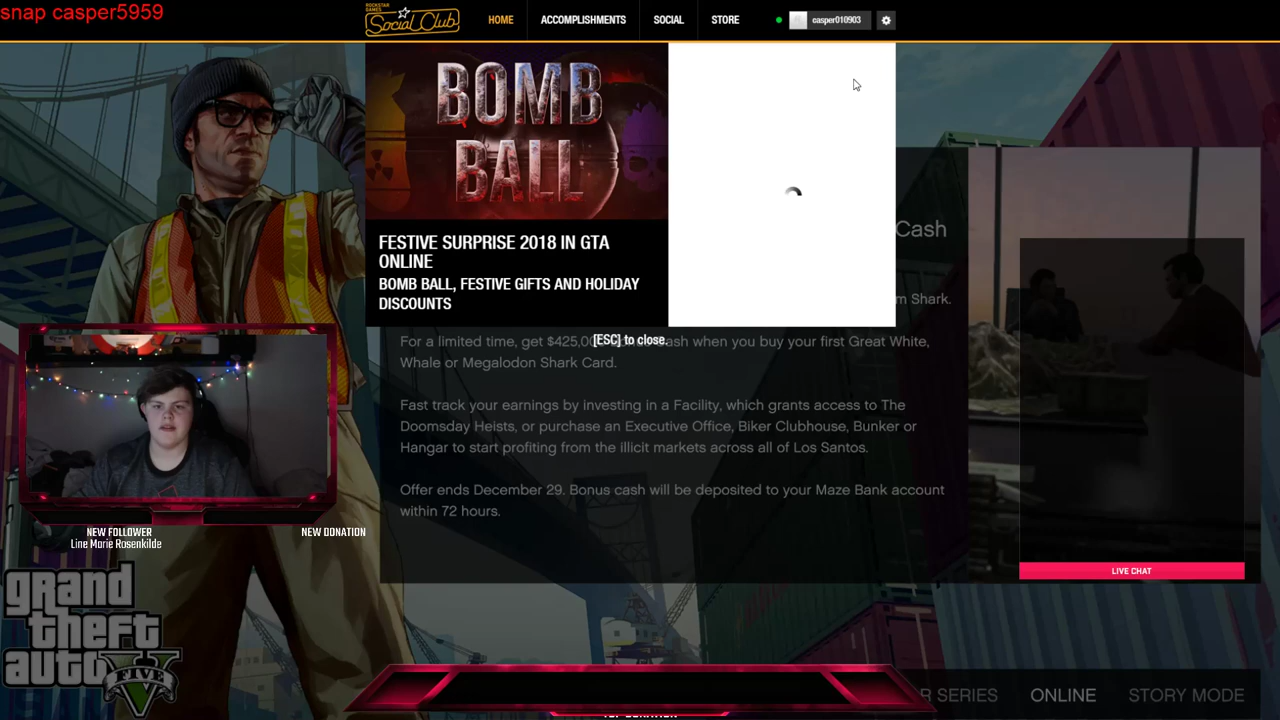 snap casper5959
ROCKSTAR GAMES
Social Club
HOME
ACCOMPLISHMENTS
SOCIAL
STORE
casper010903
BOMB
BALL
FESTIVE SURPRISE 2018 IN GTA
ONLINE
BOMB BALL, FESTIVE GIFTS AND HOLIDAY
DISCOUNTS
[ESC] to close.
Cash
m Shark.
For a limited time, get $425,00 cash when you buy your first Great White,
Whale or Megalodon Shark Card.
Fast track your earnings by investing in a Facility, which grants access to The
Doomsday Heists, or purchase an Executive Office, Biker Clubhouse, Bunker or
Hangar to start profiting from the illicit markets across all of Los Santos.
Offer ends December 29. Bonus cash will be deposited to your Maze Bank account
within 72 hours.
NEW FOLLOWER
Line Marie Rosenkilde
NEW DONATION
LIVE CHAT
grand
theft
auto
V
FIVE
R SERIES
ONLINE
STORY MODE